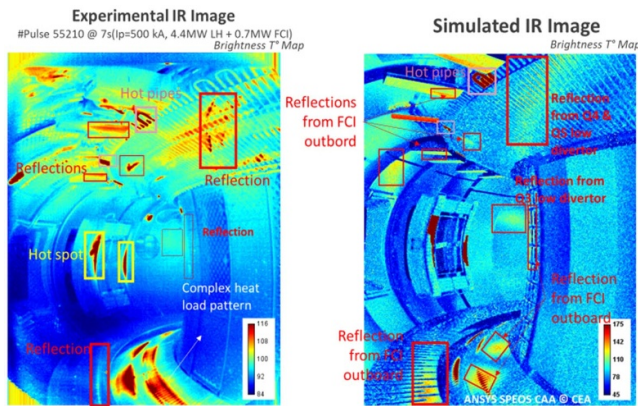 Experimental IR Image
#Pulse 55210 @ 7s(Ip=500 kA, 4.4MW LH + 0.7MW FCI)
Brightness T° Map
Hot pipes
Reflections
Reflection
Reflection
Hot spot
Complex heat
load pattern
Reflection
116
108
100
92
84
Simulated IR Image
Brightness T° Map
Hot pipes
Reflections
from FCI
outbord
Reflection
from Q4 &
Q5 low
divertor
Reflection from
Q3 low divertor
Reflection
from FCI
outboard
Reflection
from FCI
outboard
175
142
110
78
45
ANSYS SPEOS CAA © CEA